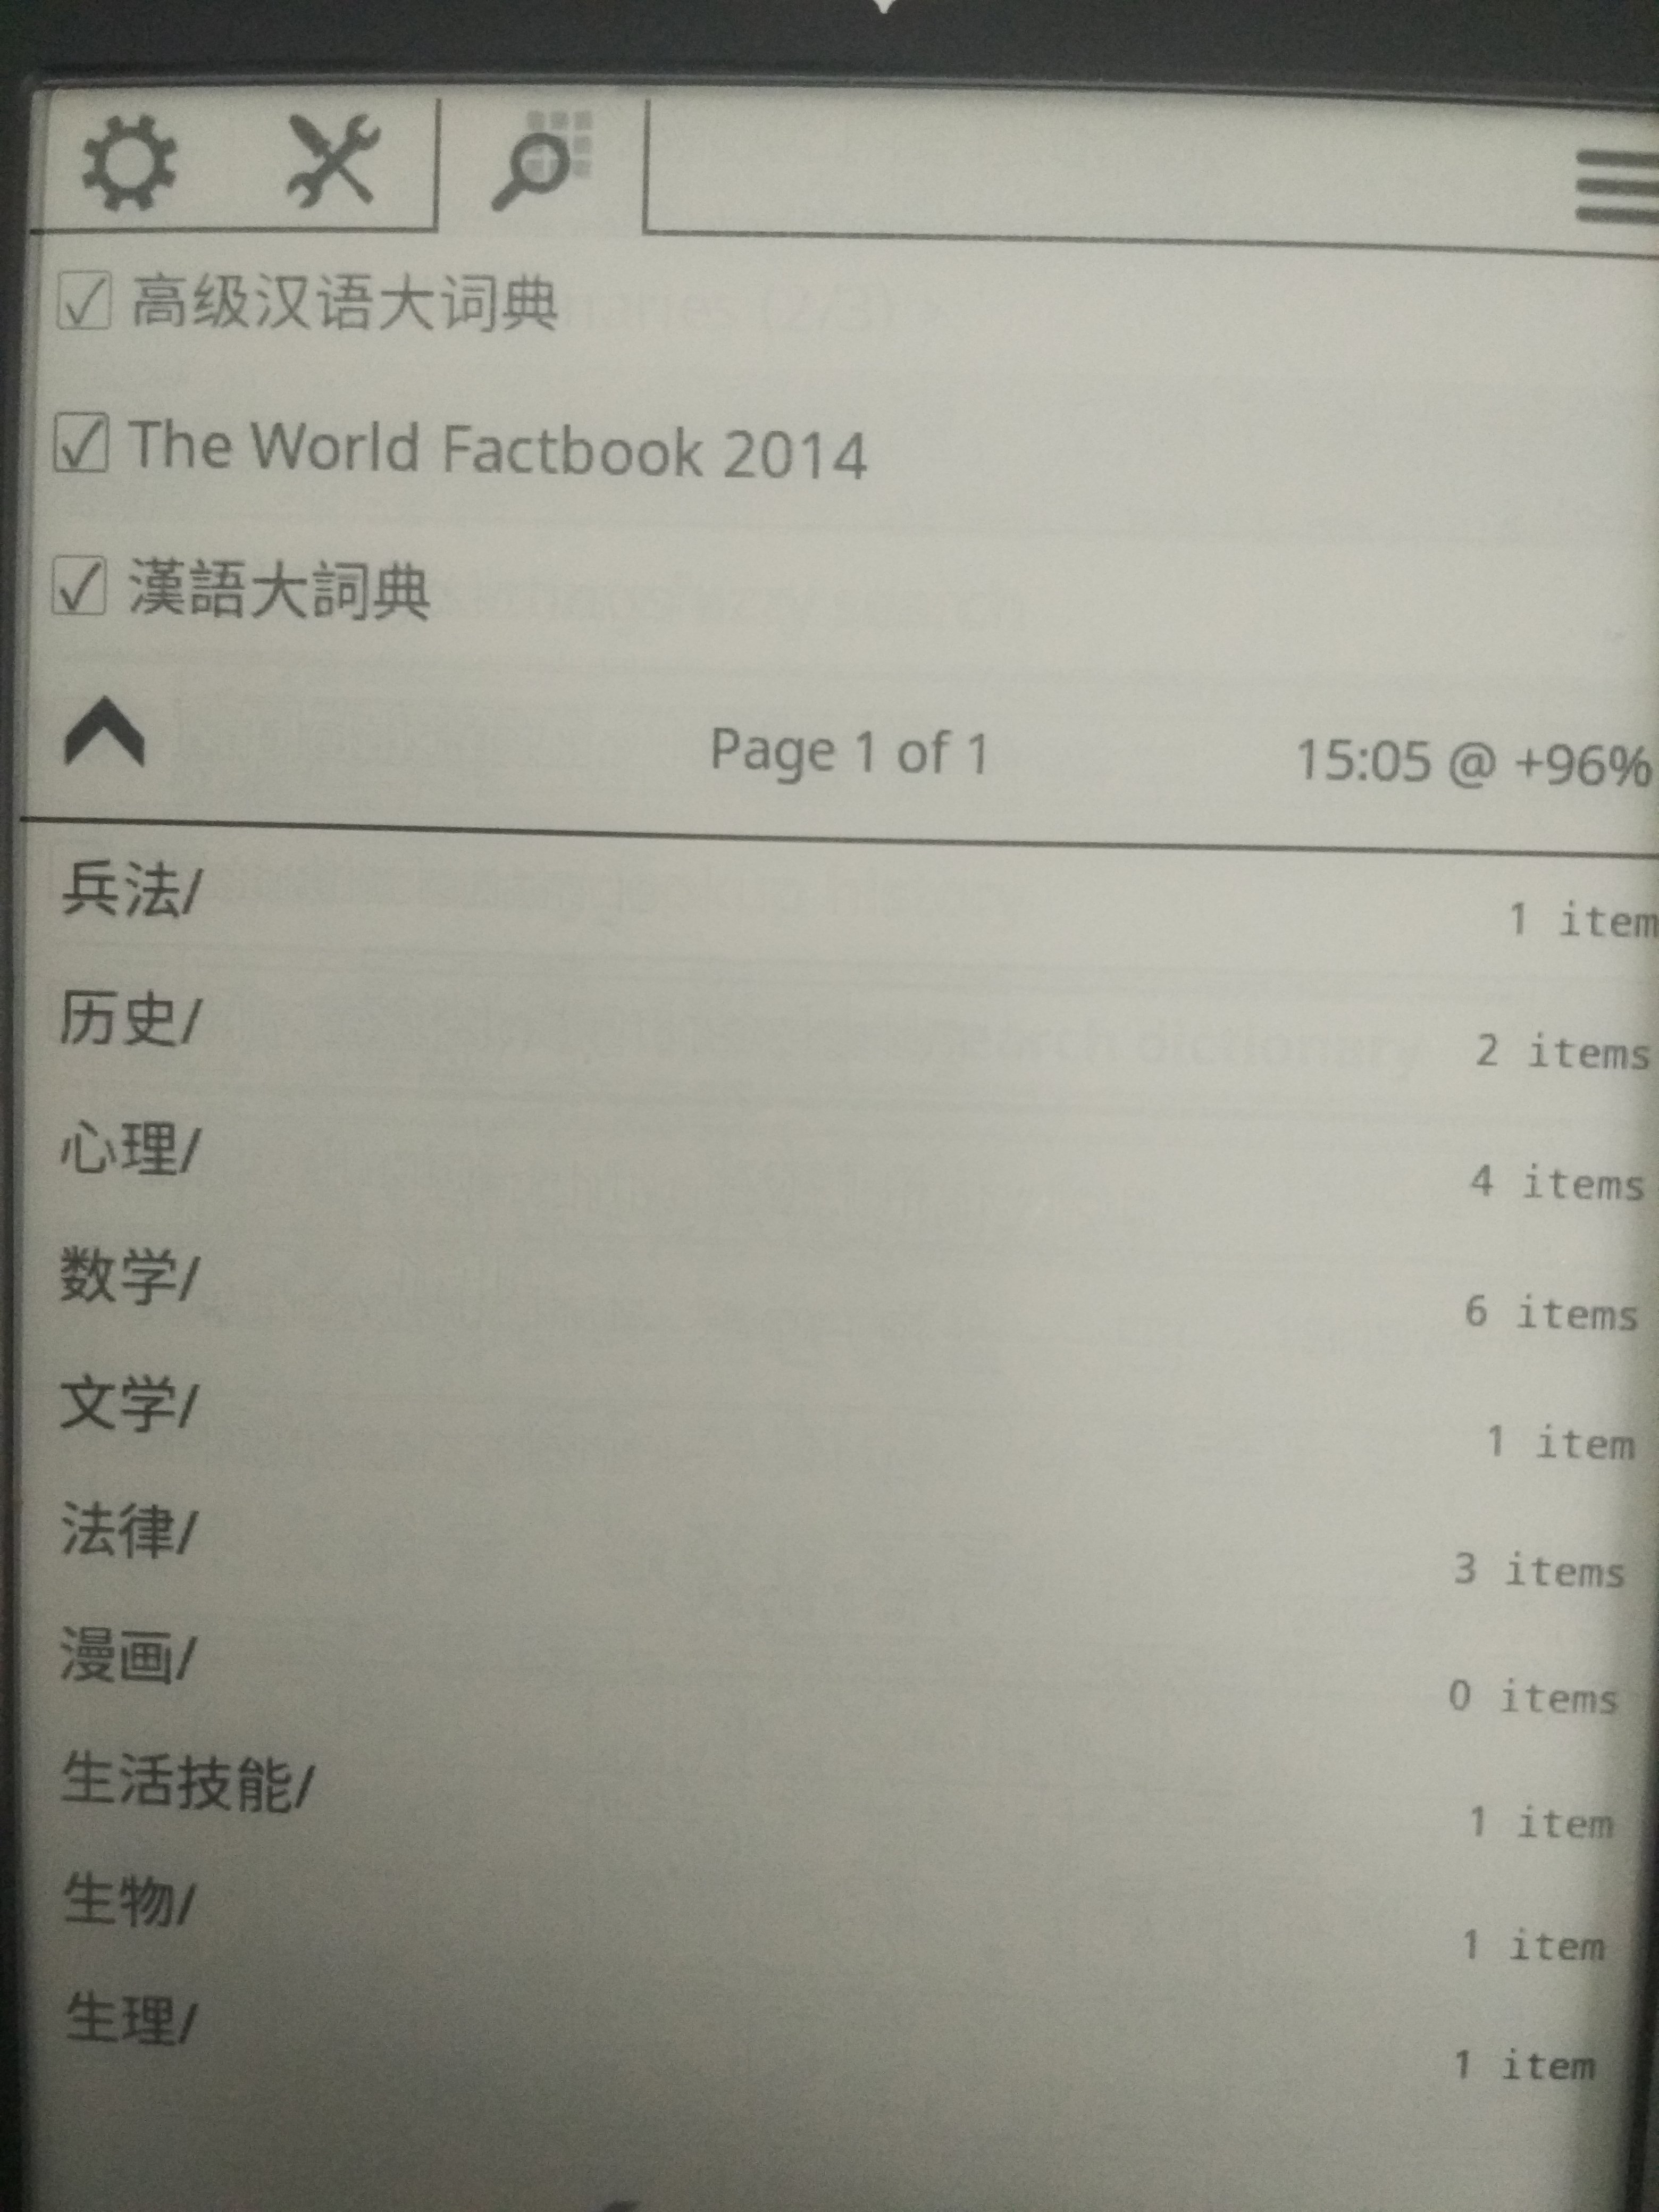 高级汉语大词典
The World Factbook 2014
漢語大詞典
Page 1 of 1 15:05 @ +96%
兵法/ 1 item
历史/ 2 items
心理/ 4 items
数学/ 6 items
文学/ 1 item
法律/ 3 items
漫画/ 0 items
生活技能/ 1 item
生物/ 1 item
生理/ 1 item